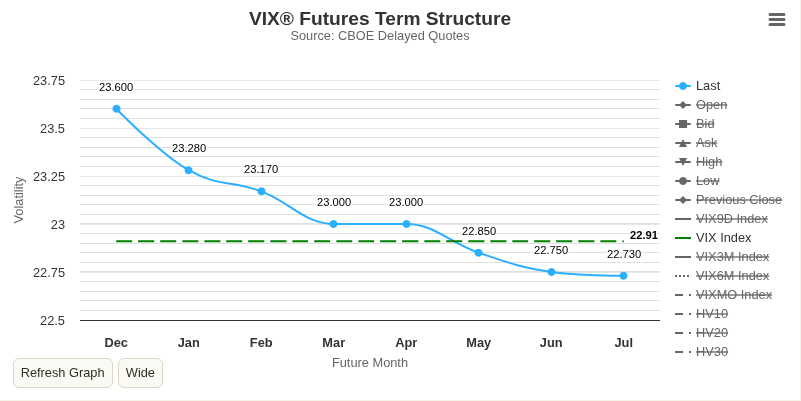 VIX® Futures Term Structure
Source: CBOE Delayed Quotes
23.75
23.5
23.25
23
22.75
22.5
Volatility
23.600
23.280
23.170
23.000
23.000
22.850
22.750
22.730
22.91
Dec Jan Feb Mar Apr May Jun Jul
Future Month
Last
Open
Bid
Ask
High
Low
Previous Close
VIX9D Index
VIX Index
VIX3M Index
VIX6M Index
VIXMO Index
HV10
HV20
HV30
Refresh Graph Wide